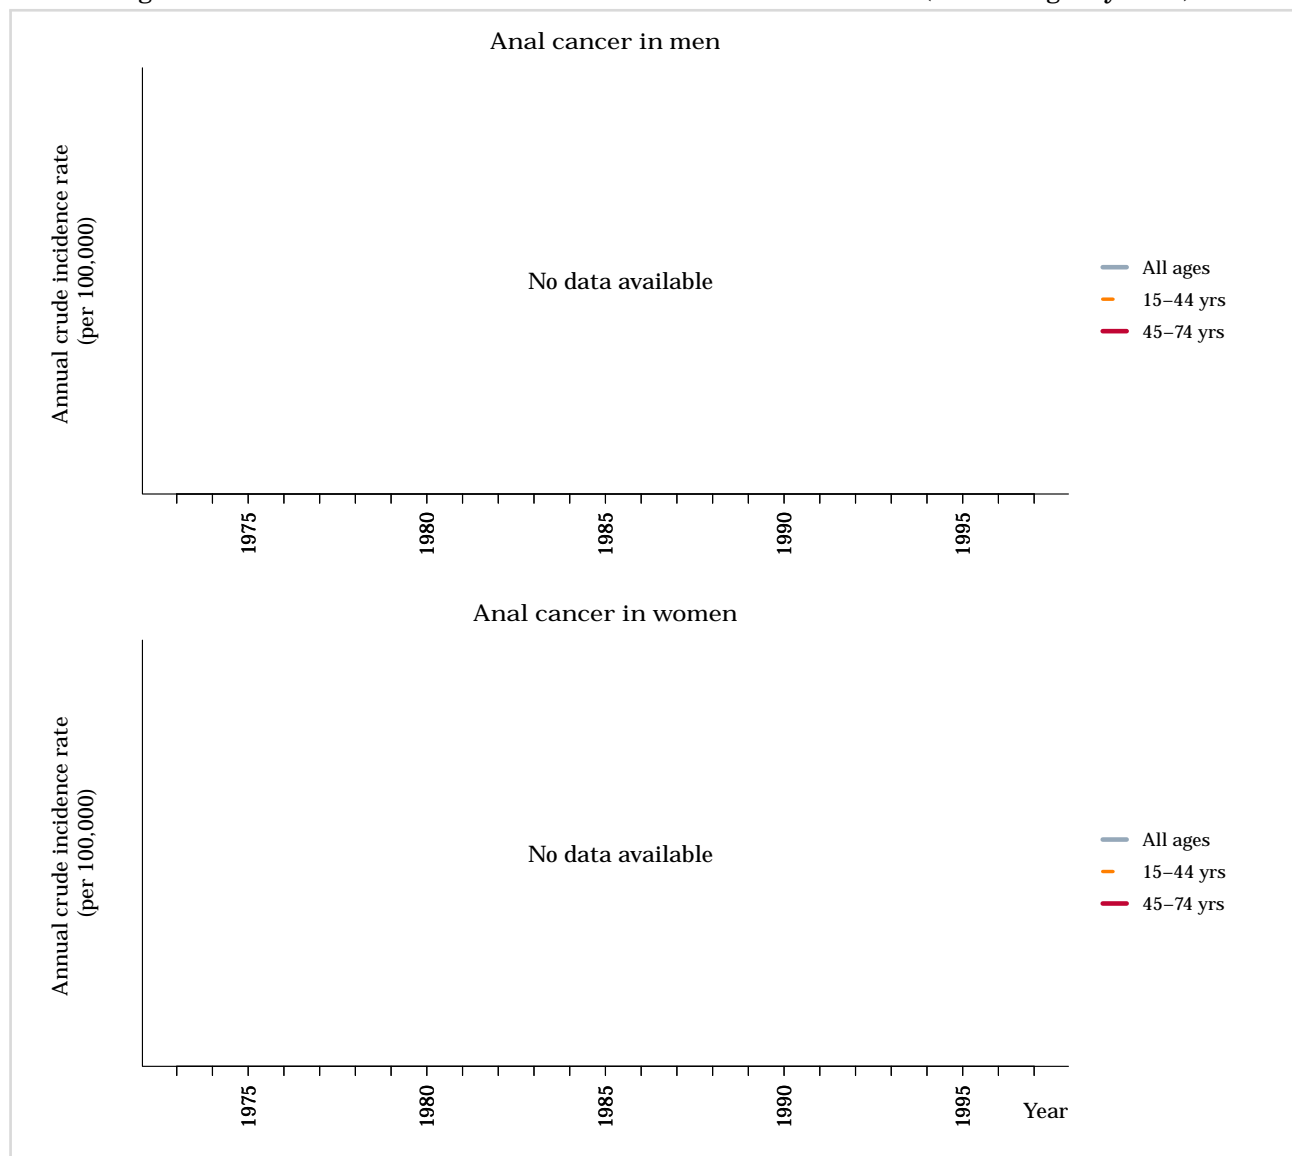 Anal cancer in men
Annual crude incidence rate
(per 100,000)
No data available
All ages
15–44 yrs
45–74 yrs
1975
1980
1985
1990
1995
Anal cancer in women
Annual crude incidence rate
(per 100,000)
No data available
All ages
15–44 yrs
45–74 yrs
1975
1980
1985
1990
1995
Year